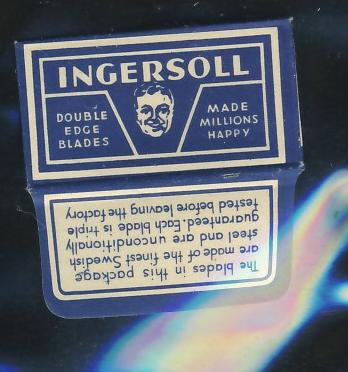 INGERSOLL
DOUBLE
EDGE
BLADES
MADE
MILLIONS
HAPPY
The blades in this package
are made of the finest Swedish
steel and are unconditionally
guaranteed. Each blade is triple
tested before leaving the factory